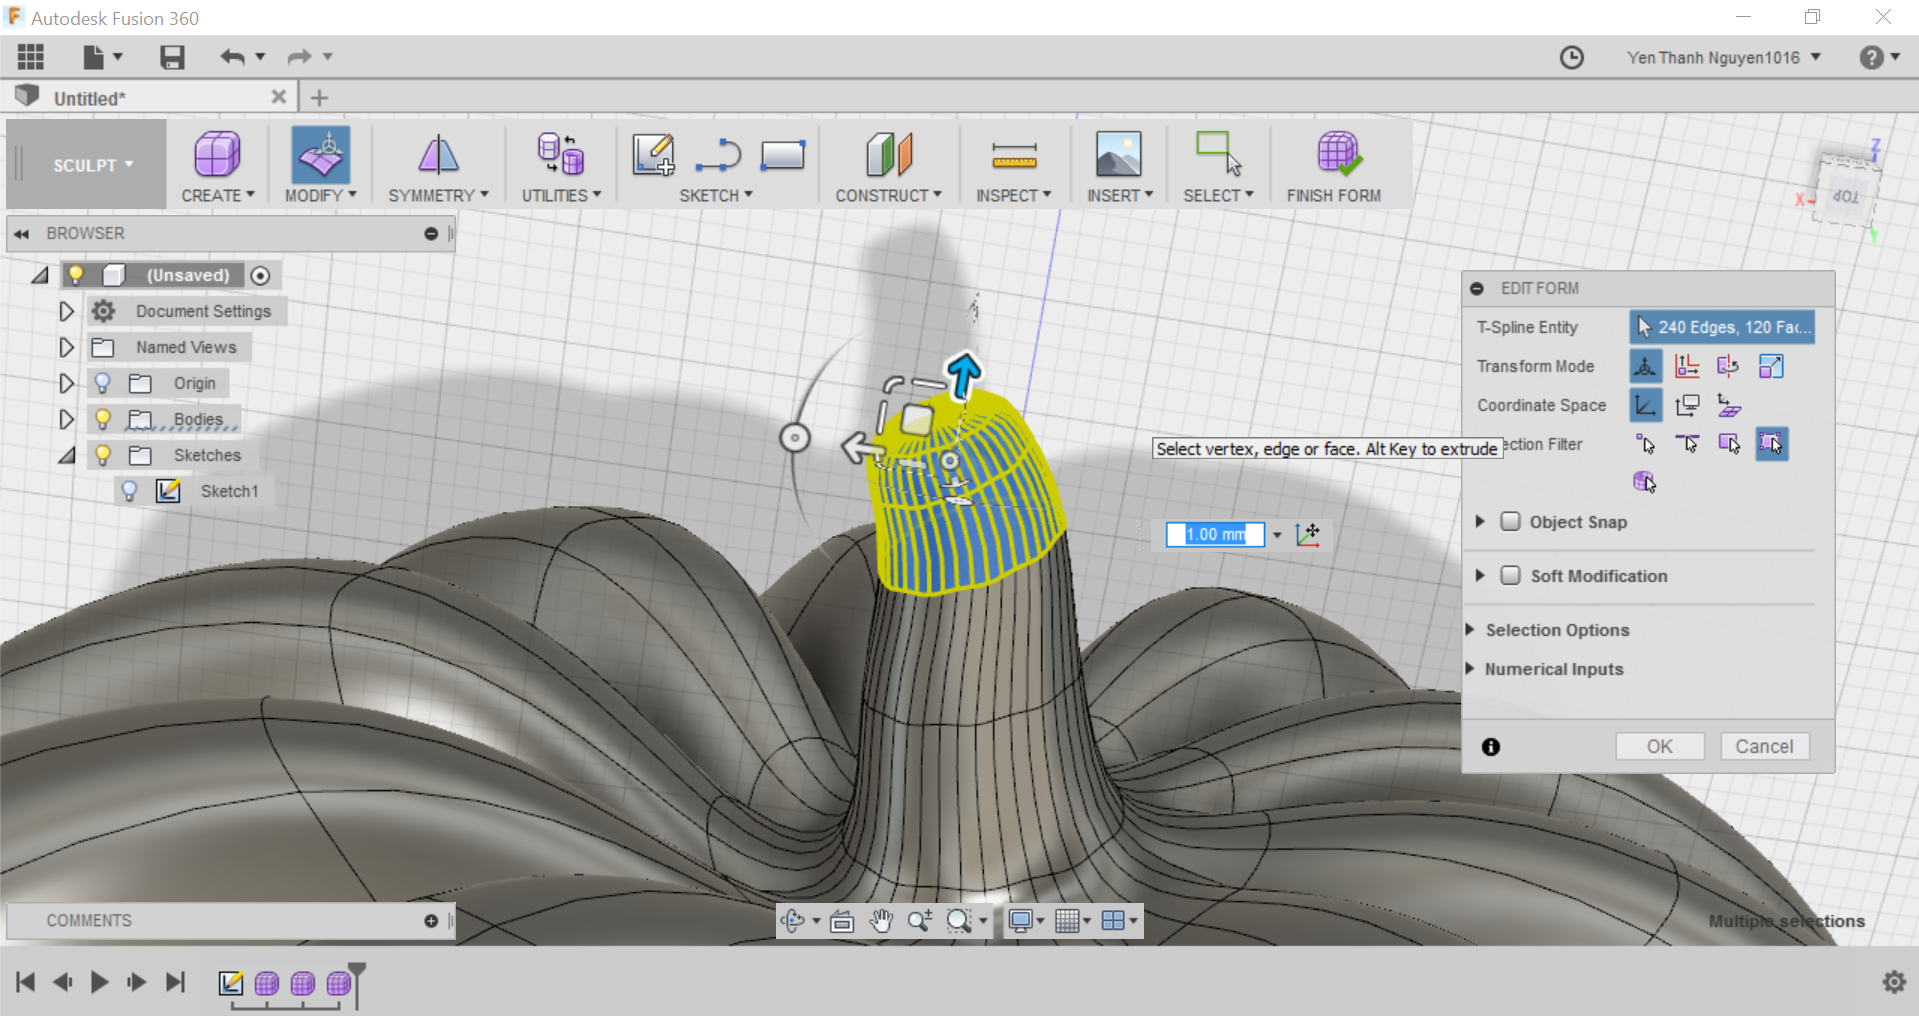 Autodesk Fusion 360
YenThanh Nguyen1016
Untitled*
SCULPT
CREATE
MODIFY
SYMMETRY
UTILITIES
SKETCH
CONSTRUCT
INSPECT
INSERT
SELECT
FINISH FORM
Z
X
TOP
Y
BROWSER
(Unsaved)
Document Settings
Named Views
Origin
Bodies
Sketches
Sketch1
EDIT FORM
T-Spline Entity
240 Edges, 120 Fac...
Transform Mode
Coordinate Space
Select vertex, edge or face. Alt Key to extrude
ection Filter
1.00 mm
Object Snap
Soft Modification
Selection Options
Numerical Inputs
OK
Cancel
COMMENTS
Multiple selections